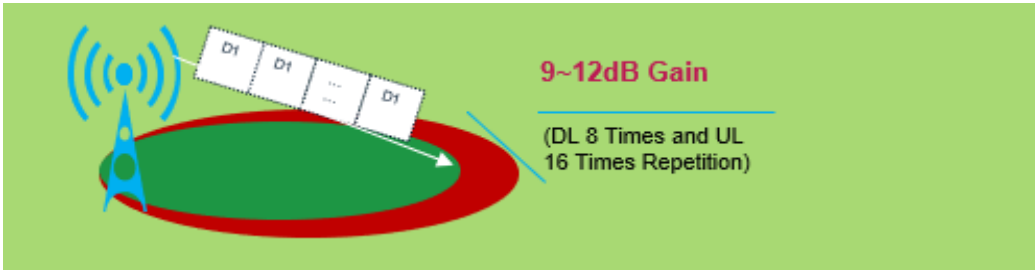 D1
D1
...
...
D1
9~12dB Gain
(DL 8 Times and UL
16 Times Repetition)